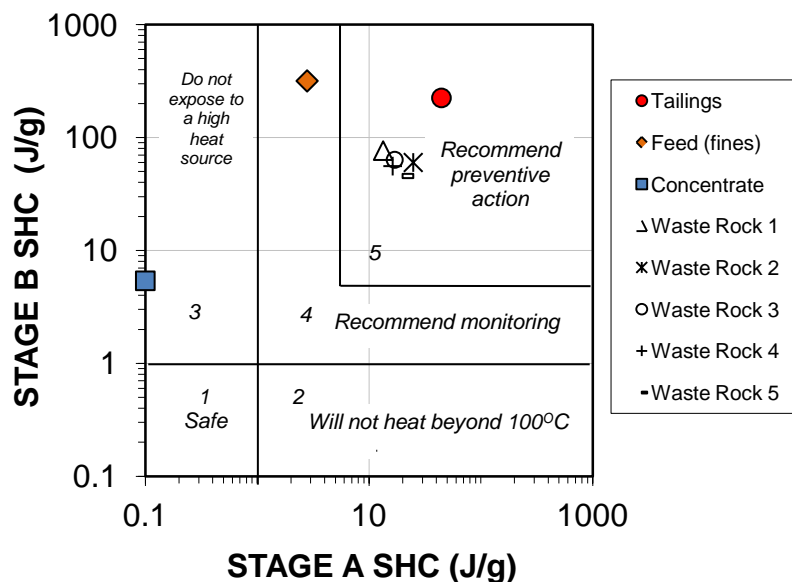 1000
100
10
1
0.1
STAGE B SHC (J/g)
Do not
expose to
a high
heat
source
Recommend
preventive
action
5
3
4
Recommend monitoring
1
Safe
2
Will not heat beyond 100OC
0.1
10
1000
STAGE A SHC (J/g)
Tailings
Feed (fines)
Concentrate
Waste Rock 1
Waste Rock 2
Waste Rock 3
Waste Rock 4
Waste Rock 5